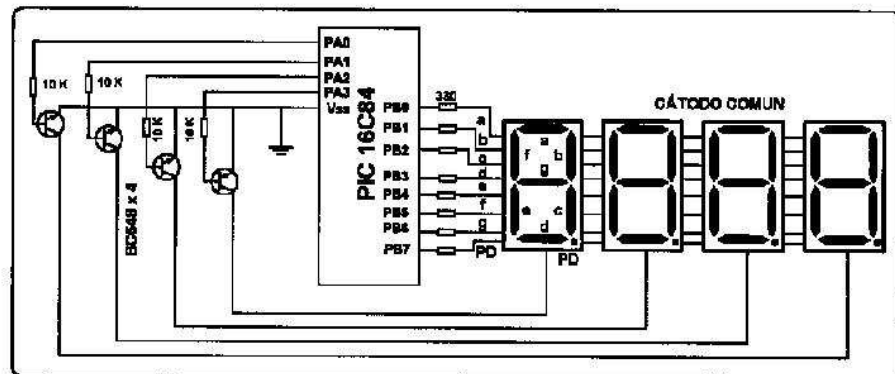 PA0
PA1
PA2
PA3
Vss
10 K
10 K
10 K
10 K
BC548 x 4
PIC 16C84
PB0
PB1
PB2
PB3
PB4
PB5
PB6
PB7
330
a
b
c
d
e
f
g
PD
CÁTODO COMUN
a
f b
g
e c
d
PD